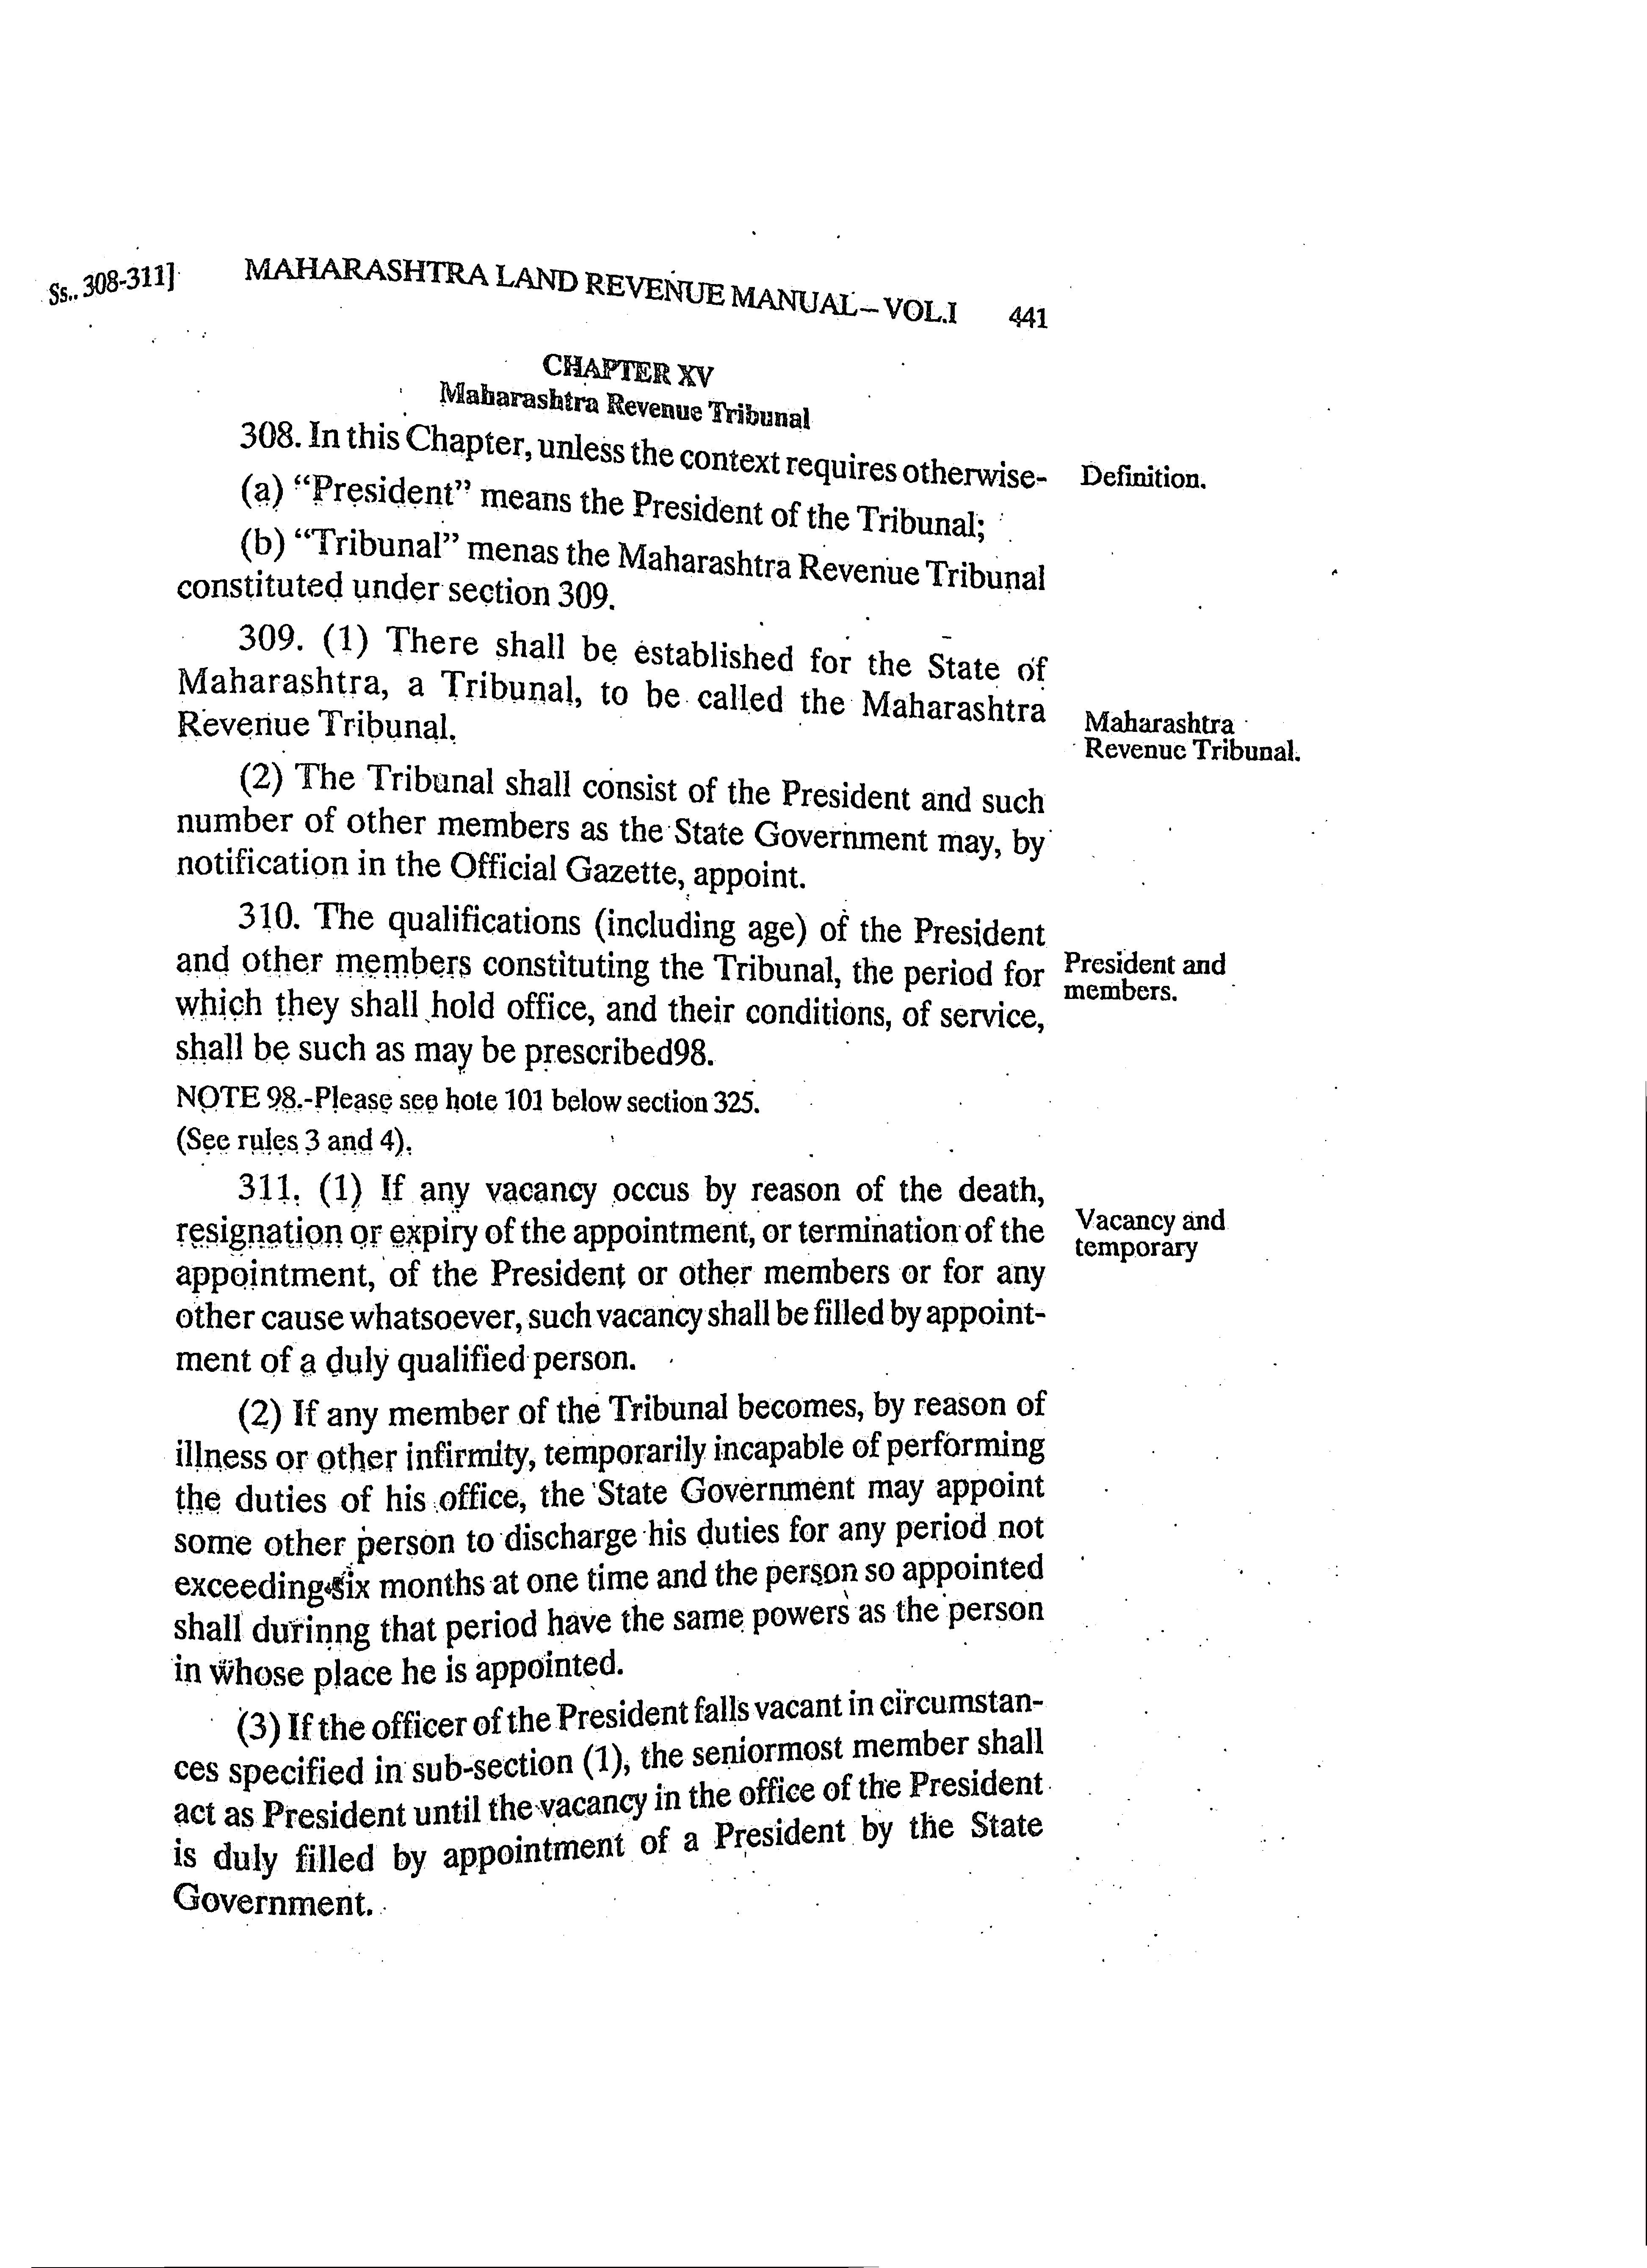 Ss.. 308-311] MAHARASHTRA LAND REVENUE MANUAL – VOL.I 441
CHAPTER XV
Maharashtra Revenue Tribunal
308. In this Chapter, unless the context requires otherwise- Definition.
(a) “President” means the President of the Tribunal;
(b) “Tribunal” menas the Maharashtra Revenue Tribunal
constituted under section 309.
309. (1) There shall be established for the State of
Maharashtra, a Tribunal, to be called the Maharashtra
Revenue Tribunal.
Maharashtra
Revenue Tribunal.
(2) The Tribunal shall consist of the President and such
number of other members as the State Government may, by
notification in the Official Gazette, appoint.
310. The qualifications (including age) of the President
and other members constituting the Tribunal, the period for
which they shall hold office, and their conditions, of service,
shall be such as may be prescribed98.
President and
members.
NOTE 98.-Please see hote 101 below section 325.
(See rules 3 and 4).
311. (1) If any vacancy occus by reason of the death,
resignation or expiry of the appointment, or termination of the
appointment, of the President or other members or for any
other cause whatsoever, such vacancy shall be filled by appoint-
ment of a duly qualified person.
Vacancy and
temporary
(2) If any member of the Tribunal becomes, by reason of
illness or other infirmity, temporarily incapable of performing
the duties of his office, the State Government may appoint
some other person to discharge his duties for any period not
exceeding six months at one time and the person so appointed
shall durinng that period have the same powers as the person
in whose place he is appointed.
(3) If the officer of the President falls vacant in circumstan-
ces specified in sub-section (1), the seniormost member shall
act as President until the vacancy in the office of the President
is duly filled by appointment of a President by the State
Government.